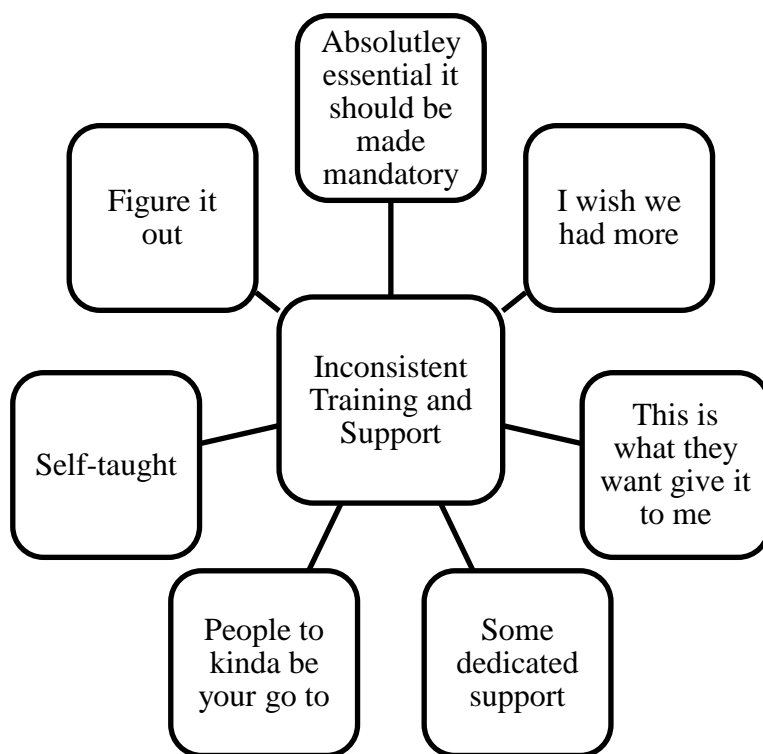 Absolutley
essential it
should be
made
mandatory
I wish we
had more
This is
what they
want give it
to me
Some
dedicated
support
People to
kinda be
your go to
Self-taught
Figure it
out
Inconsistent
Training and
Support